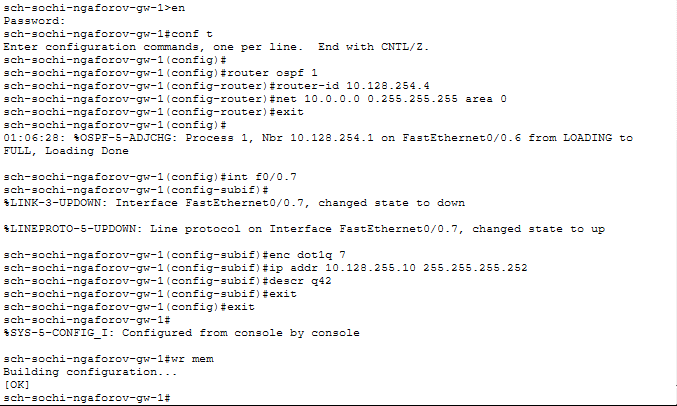 sch-sochi-ngaforov-gw-1>en
Password:
sch-sochi-ngaforov-gw-1#conf t
Enter configuration commands, one per line.  End with CNTL/Z.
sch-sochi-ngaforov-gw-1(config)#
sch-sochi-ngaforov-gw-1(config)#router ospf 1
sch-sochi-ngaforov-gw-1(config-router)#router-id 10.128.254.4
sch-sochi-ngaforov-gw-1(config-router)#net 10.0.0.0 0.255.255.255 area 0
sch-sochi-ngaforov-gw-1(config-router)#exit
sch-sochi-ngaforov-gw-1(config)#
01:06:28: %OSPF-5-ADJCHG: Process 1, Nbr 10.128.254.1 on FastEthernet0/0.6 from LOADING to
FULL, Loading Done
sch-sochi-ngaforov-gw-1(config)#int f0/0.7
sch-sochi-ngaforov-gw-1(config-subif)#
%LINK-3-UPDOWN: Interface FastEthernet0/0.7, changed state to down
%LINEPROTO-5-UPDOWN: Line protocol on Interface FastEthernet0/0.7, changed state to up
sch-sochi-ngaforov-gw-1(config-subif)#enc dot1q 7
sch-sochi-ngaforov-gw-1(config-subif)#ip addr 10.128.255.10 255.255.255.252
sch-sochi-ngaforov-gw-1(config-subif)#descr q42
sch-sochi-ngaforov-gw-1(config-subif)#exit
sch-sochi-ngaforov-gw-1(config)#exit
sch-sochi-ngaforov-gw-1#
%SYS-5-CONFIG_I: Configured from console by console
sch-sochi-ngaforov-gw-1#wr mem
Building configuration...
[OK]
sch-sochi-ngaforov-gw-1#